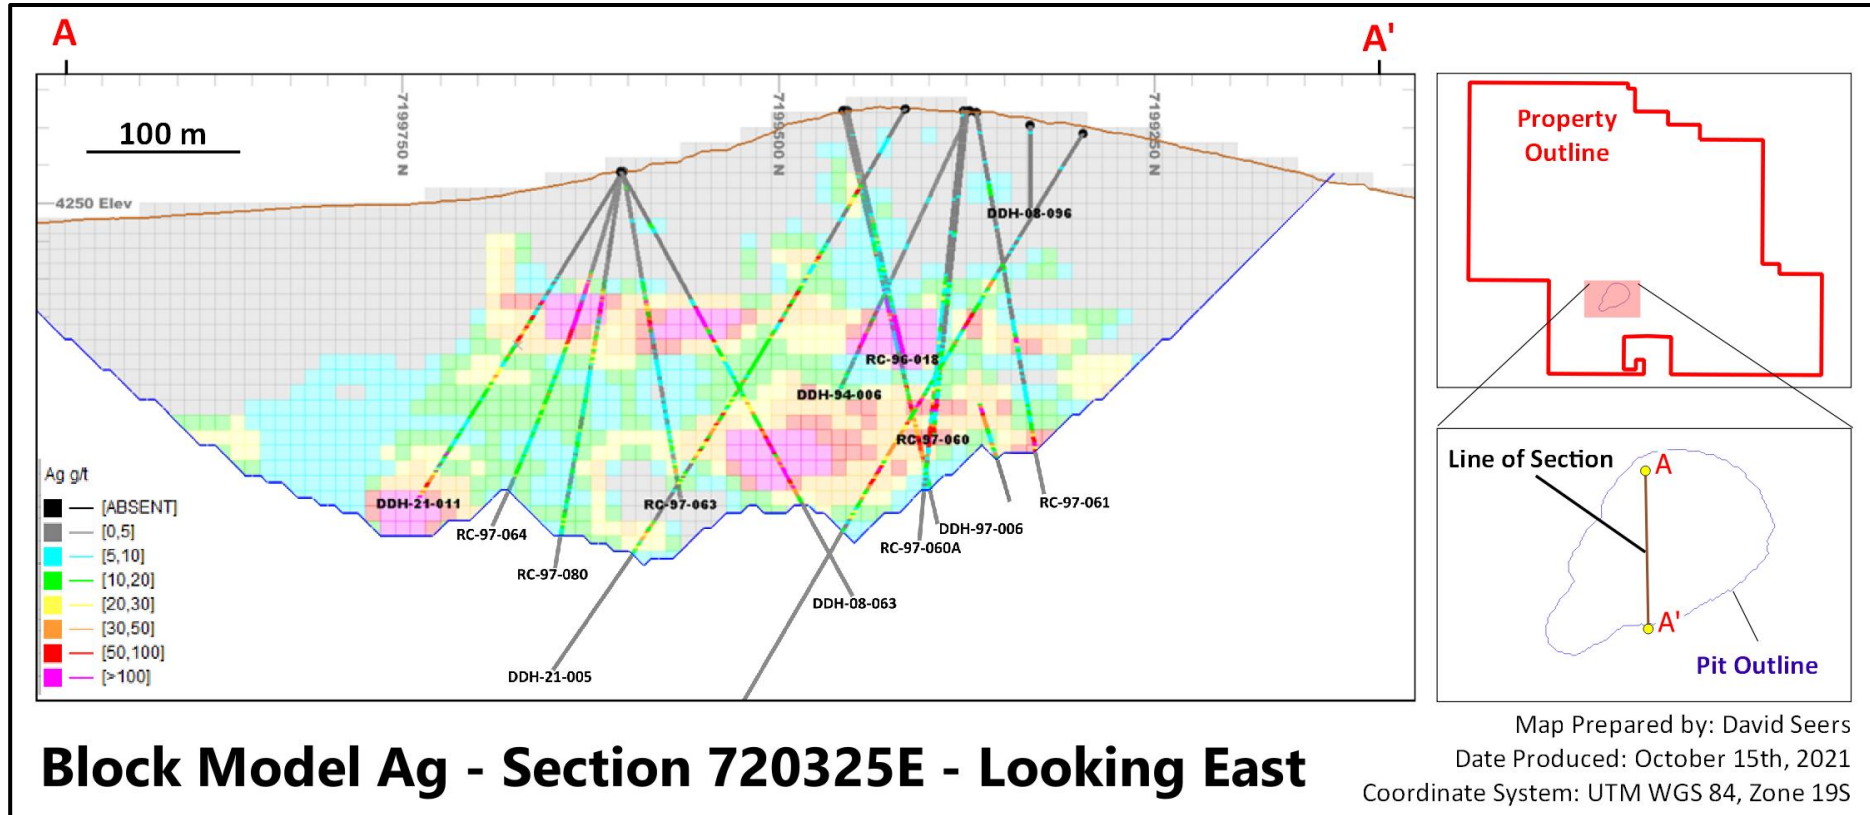 A
A'
100 m
7199750 N
7199500 N
7199250 N
4250 Elev
DDH-08-096
RC-96-018
DDH-94-006
RC-97-060
DDH-21-011
RC-97-063
RC-97-064
RC-97-061
DDH-97-006
RC-97-060A
RC-97-080
DDH-08-063
DDH-21-005
Ag g/t
[ABSENT]
[0,5]
[5,10]
[10,20]
[20,30]
[30,50]
[50,100]
[>100]
Property
Outline
Line of Section
A
A'
Pit Outline
Block Model Ag - Section 720325E - Looking East
Map Prepared by: David Seers
Date Produced: October 15th, 2021
Coordinate System: UTM WGS 84, Zone 19S